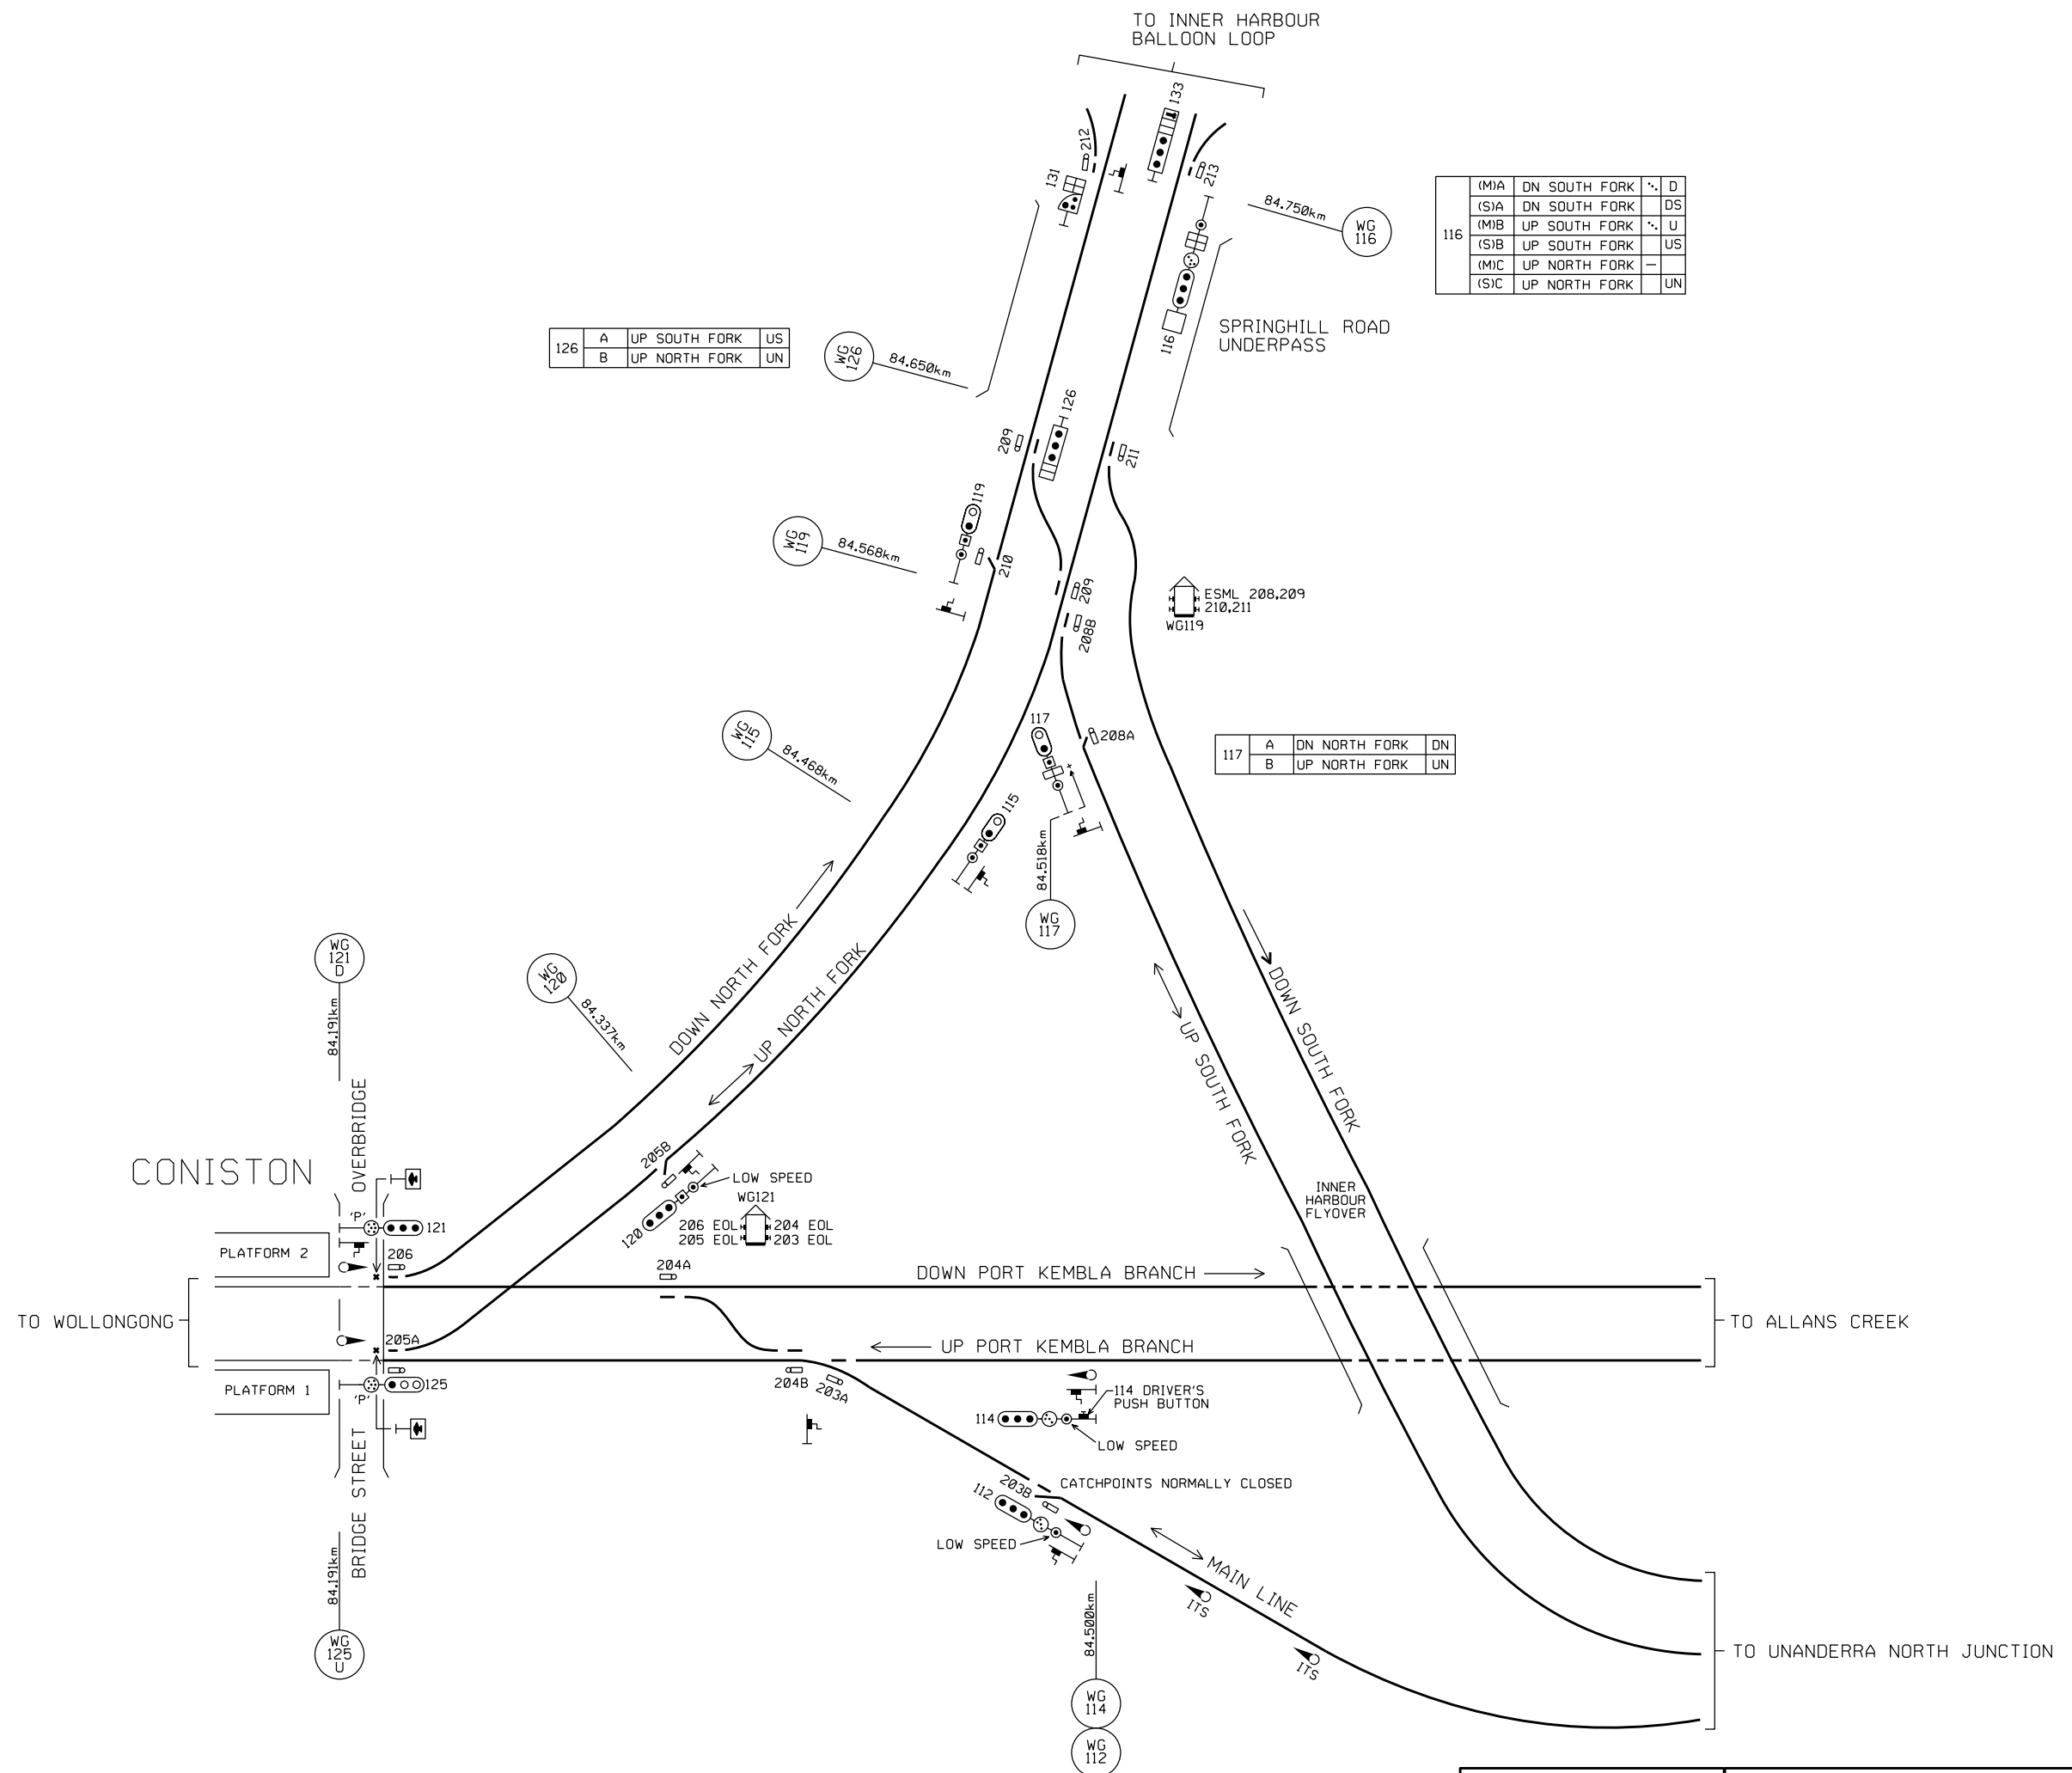 TO INNER HARBOUR
BALLOON LOOP
133
212
131
213
84.750km
WG
116
116
(M)A DN SOUTH FORK D
(S)A DN SOUTH FORK DS
(M)B UP SOUTH FORK U
(S)B UP SOUTH FORK US
(M)C UP NORTH FORK
(S)C UP NORTH FORK UN
SPRINGHILL ROAD
UNDERPASS
116
126
A UP SOUTH FORK US
B UP NORTH FORK UN
WG
126
84.650km
126
209
211
119
WG
119
84.568km
210
209
208B
ESML 208,209
210,211
WG119
WG
115
84.468km
117
208A
117
A DN NORTH FORK DN
B UP NORTH FORK UN
115
84.518km
WG
117
DOWN NORTH FORK
UP NORTH FORK
WG
121
D
84.191km
WG
120
84.337km
DOWN SOUTH FORK
UP SOUTH FORK
CONISTON
OVERBRIDGE
205B
LOW SPEED
WG121
206 EOL 204 EOL
205 EOL 203 EOL
120
INNER
HARBOUR
FLYOVER
'P'
121
PLATFORM 2
206
204A
DOWN PORT KEMBLA BRANCH
TO WOLLONGONG
TO ALLANS CREEK
205A
UP PORT KEMBLA BRANCH
PLATFORM 1
'P'
125
204B
203A
114 DRIVER'S
PUSH BUTTON
114
LOW SPEED
BRIDGE STREET
203B
CATCHPOINTS NORMALLY CLOSED
112
LOW SPEED
MAIN LINE
ITS
ITS
84.191km
WG
125
U
84.500km
WG
114
WG
112
TO UNANDERRA NORTH JUNCTION